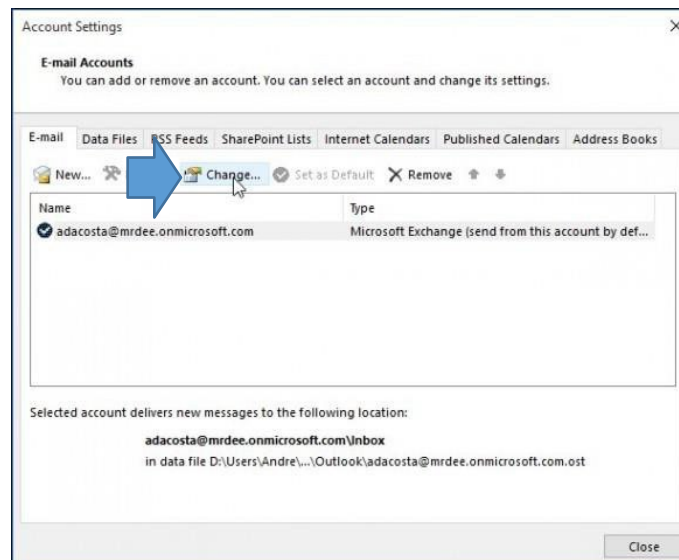 Account Settings
E-mail Accounts
You can add or remove an account. You can select an account and change its settings.
E-mail Data Files RSS Feeds SharePoint Lists Internet Calendars Published Calendars Address Books
New... Change... Set as Default Remove
Name Type
adacosta@mrdee.onmicrosoft.com Microsoft Exchange (send from this account by def...
Selected account delivers new messages to the following location:
adacosta@mrdee.onmicrosoft.com\Inbox
in data file D:\Users\Andre\...\Outlook\adacosta@mrdee.onmicrosoft.com.ost
Close